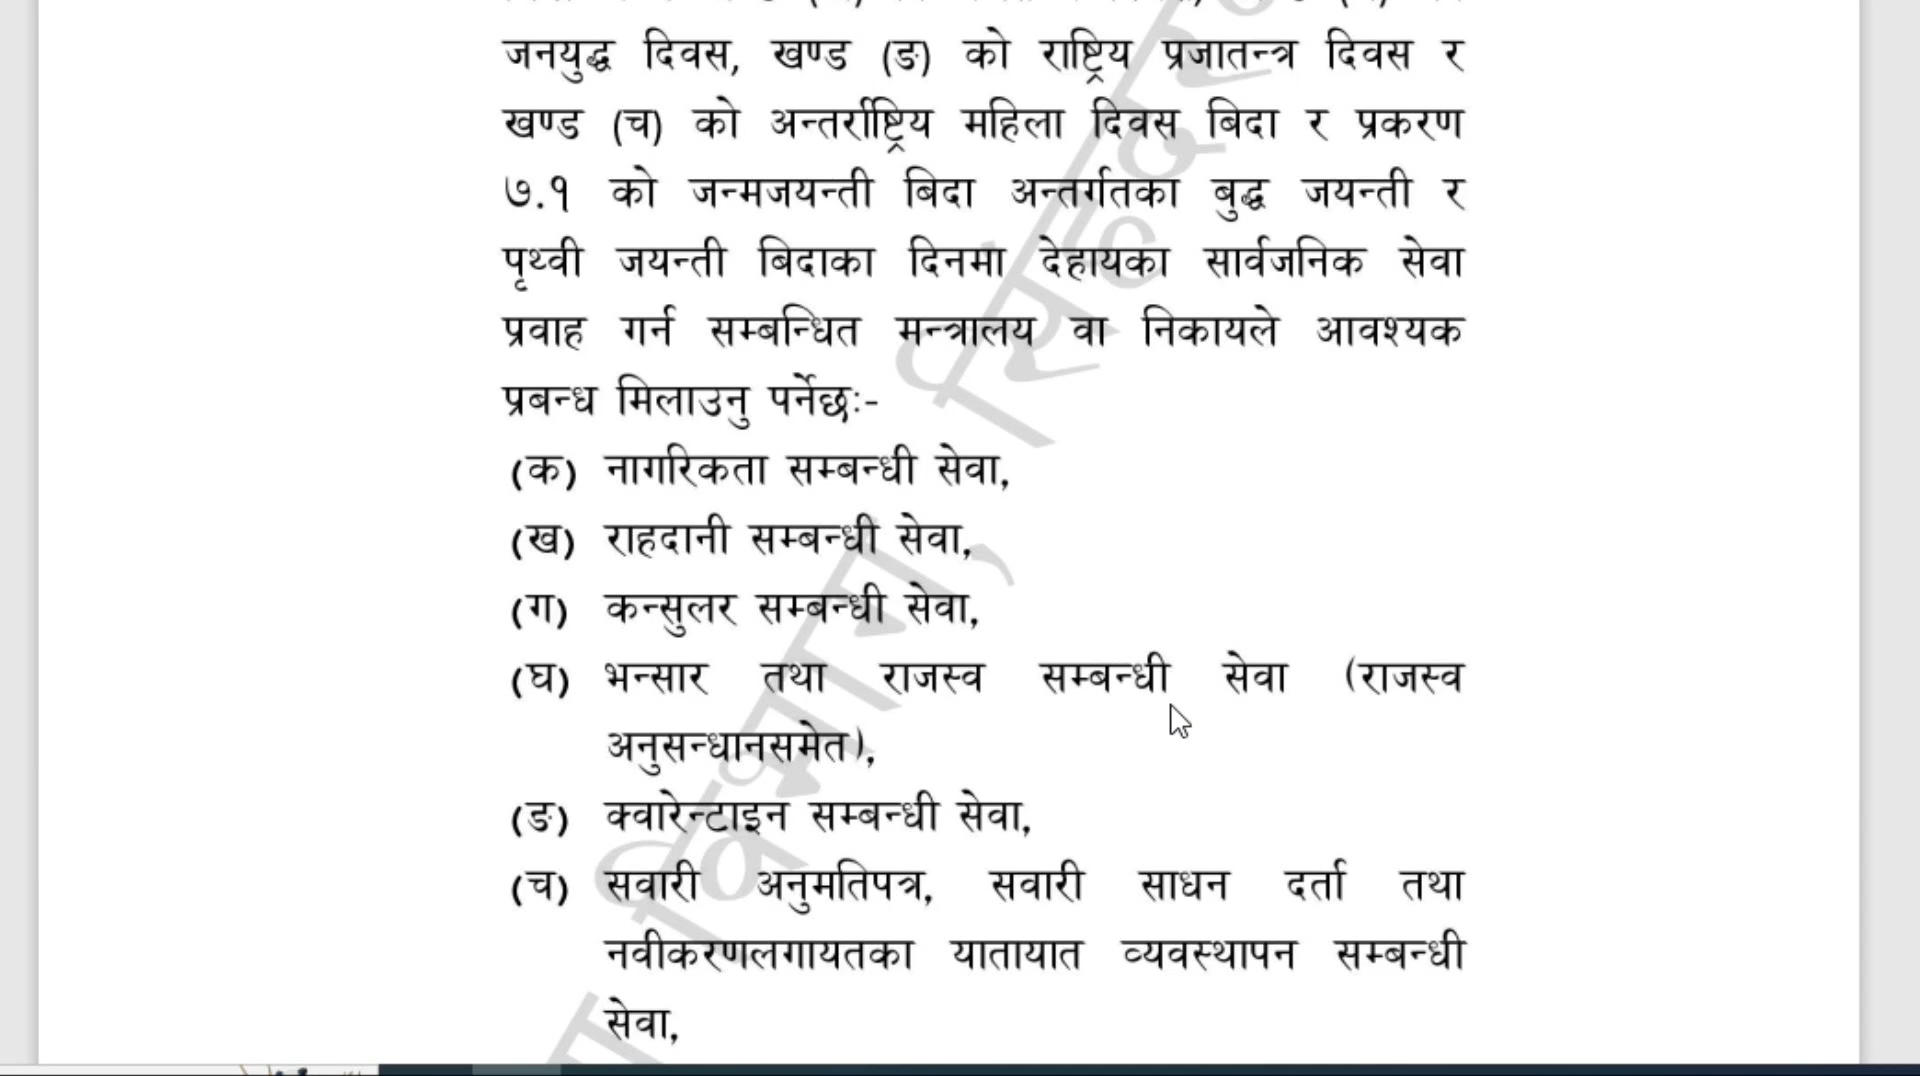 जनयुद्ध दिवस, खण्ड (ङ) को राष्ट्रिय प्रजातन्त्र दिवस र
खण्ड (च) को अन्तर्राष्ट्रिय महिला दिवस बिदा र प्रकरण
७.१ को जन्मजयन्ती बिदा अन्तर्गतका बुद्ध जयन्ती र
पृथ्वी जयन्ती बिदाका दिनमा देहायका सार्वजनिक सेवा
प्रवाह गर्न सम्बन्धित मन्त्रालय वा निकायले आवश्यक
प्रबन्ध मिलाउनु पर्नेछः-
(क) नागरिकता सम्बन्धी सेवा,
(ख) राहदानी सम्बन्धी सेवा,
(ग) कन्सुलर सम्बन्धी सेवा,
(घ) भन्सार तथा राजस्व सम्बन्धी सेवा (राजस्व
अनुसन्धानसमेत),
(ङ) क्वारेन्टाइन सम्बन्धी सेवा,
(च) सवारी अनुमतिपत्र, सवारी साधन दर्ता तथा
नवीकरणलगायतका यातायात व्यवस्थापन सम्बन्धी
सेवा,